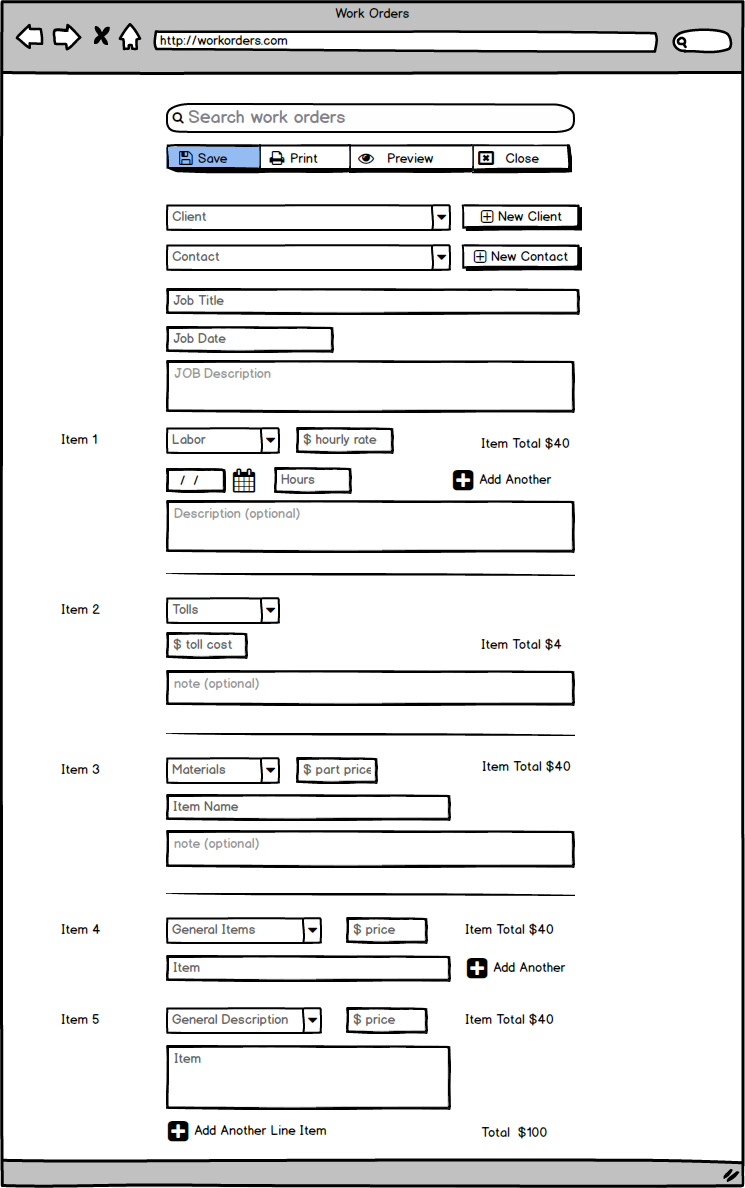 Work Orders
http://workorders.com
Search work orders
Save Print Preview Close
Client New Client
Contact New Contact
Job Title
Job Date
JOB Description
Item 1 Labor $ hourly rate Item Total $40
/ / Hours Add Another
Description (optional)
Item 2 Tolls
$ toll cost Item Total $4
note (optional)
Item 3 Materials $ part price Item Total $40
Item Name
note (optional)
Item 4 General Items $ price Item Total $40
Item Add Another
Item 5 General Description $ price Item Total $40
Item
Add Another Line Item Total $100